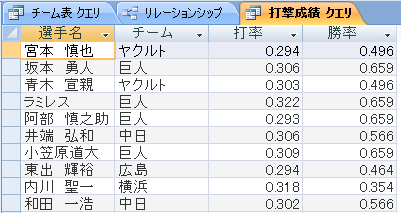 チーム表 クエリ リレーションシップ 打撃成績 クエリ
選手名 チーム 打率 勝率
宮本 慎也 ヤクルト 0.294 0.496
坂本 勇人 巨人 0.306 0.659
青木 宣親 ヤクルト 0.303 0.496
ラミレス 巨人 0.322 0.659
阿部 慎之助 巨人 0.293 0.659
井端 弘和 中日 0.306 0.566
小笠原道大 巨人 0.309 0.659
東出 輝裕 広島 0.294 0.464
内川 聖一 横浜 0.318 0.354
和田 一浩 中日 0.302 0.566